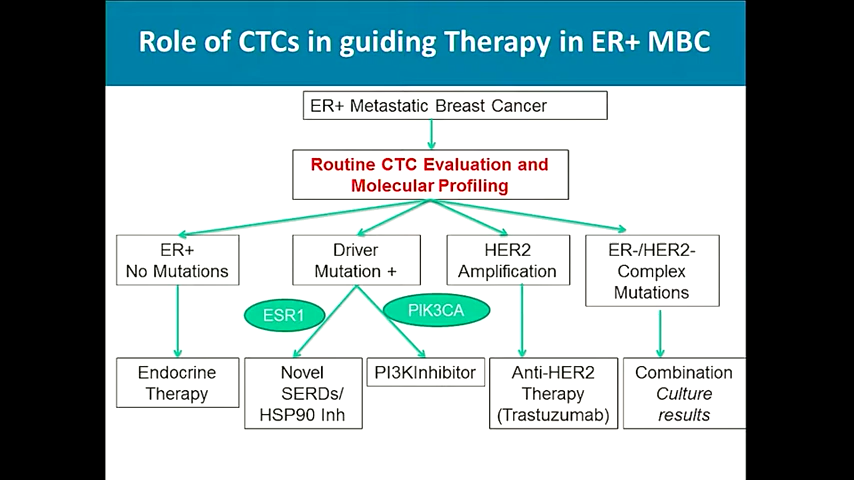 Role of CTCs in guiding Therapy in ER+ MBC
ER+ Metastatic Breast Cancer
Routine CTC Evaluation and
Molecular Profiling
ER+
No Mutations
Driver
Mutation +
HER2
Amplification
ER-/HER2-
Complex
Mutations
ESR1
PIK3CA
Endocrine
Therapy
Novel
SERDs/
HSP90 Inh
PI3KInhibitor
Anti-HER2
Therapy
(Trastuzumab)
Combination
Culture
results